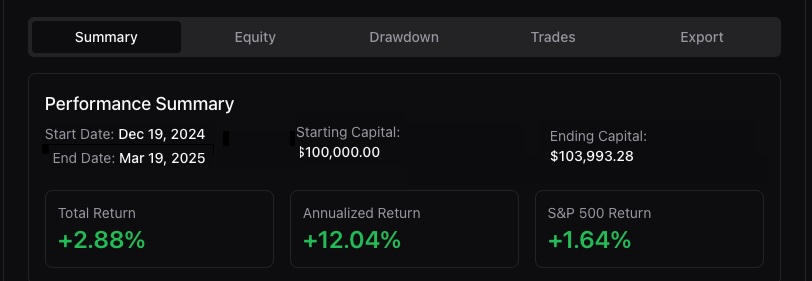 Summary Equity Drawdown Trades Export
Performance Summary
Start Date: Dec 19, 2024
End Date: Mar 19, 2025
Starting Capital:
$100,000.00
Ending Capital:
$103,993.28
Total Return
+2.88%
Annualized Return
+12.04%
S&P 500 Return
+1.64%